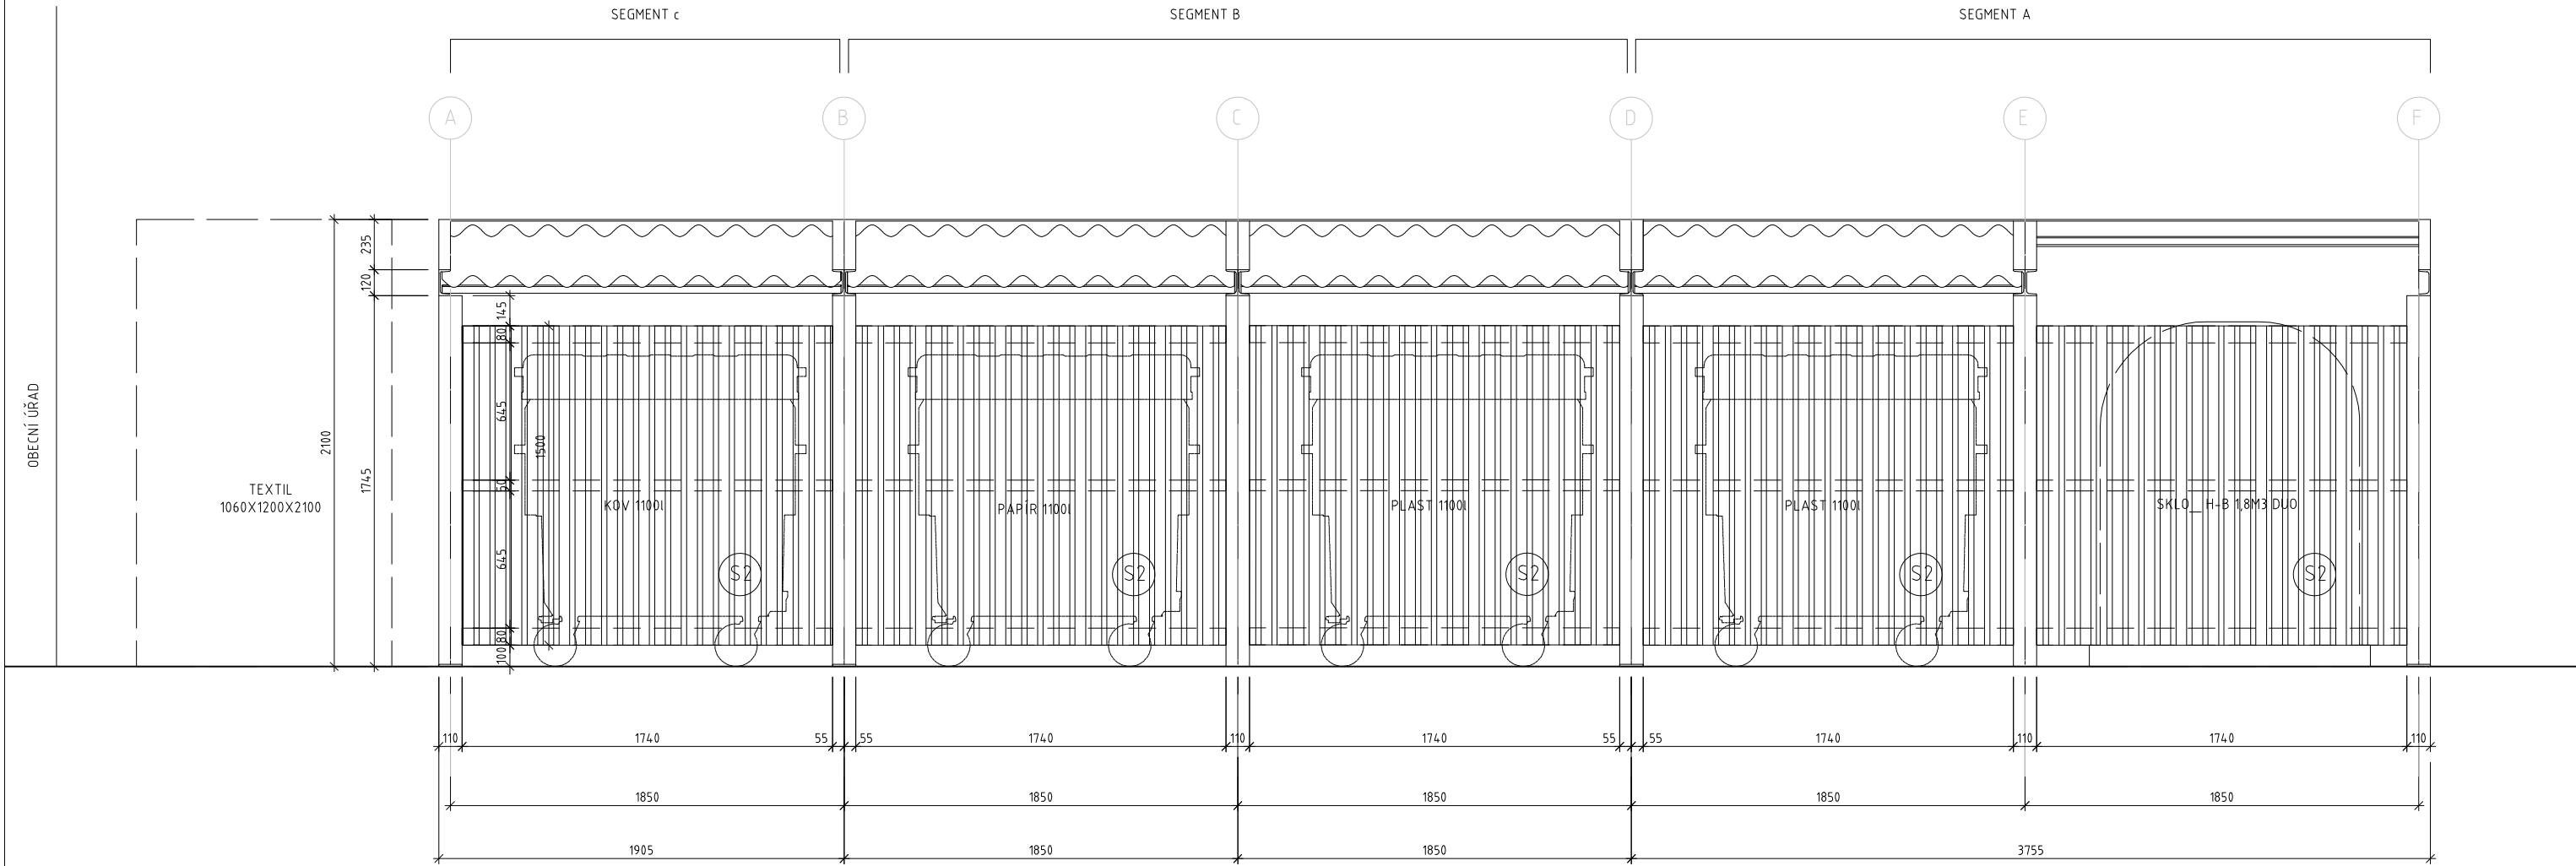 SEGMENT c
SEGMENT B
SEGMENT A
A
B
C
D
E
F
OBECNÍ ÚŘAD
TEXTIL
1060X1200X2100
2100
235
120
1745
145
80
645
1500
60
645
80
100
KOV 1100l
PAPÍR 1100l
PLAST 1100l
PLAST 1100l
SKLO_ H-B 1,8M3 DUO
S2
S2
S2
S2
S2
110
1740
55
55
1740
110
1740
55
55
1740
110
1740
110
1850
1850
1850
1850
1850
1905
1850
1850
3755